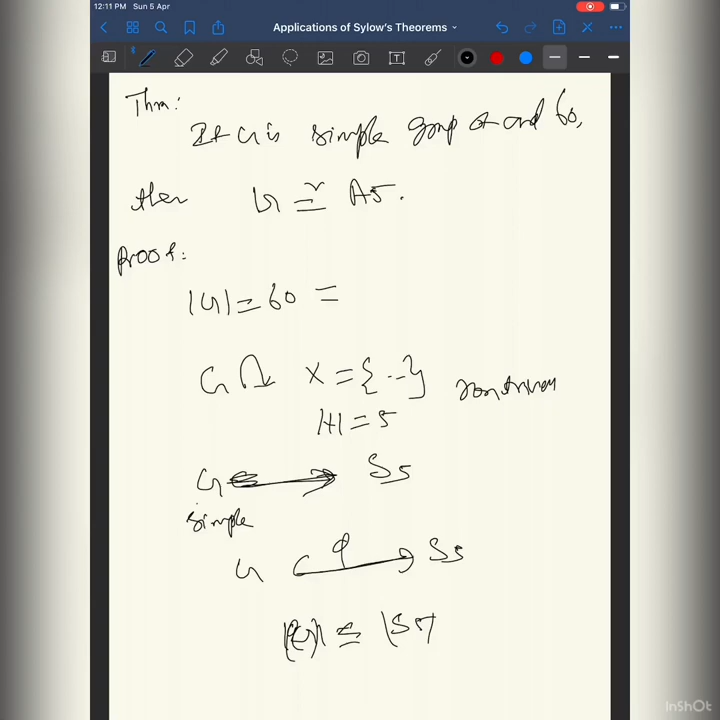 12:11 PM Sun 5 Apr
Applications of Sylow's Theorems
Thm:
If G is simple group of ord 60,
then G ≅ A5.
Proof:
|G| = 60 =
G X = {...} nontrivial
|X| = 5
G → S5
simple
G φ S5
InShOt